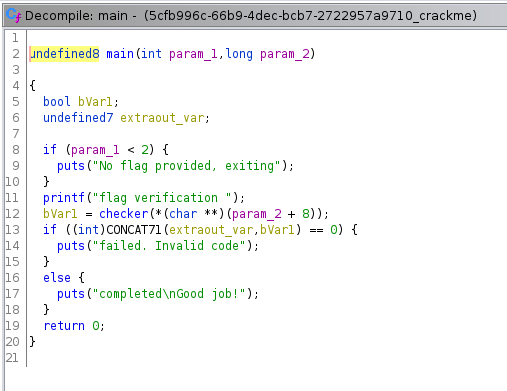 Decompile: main - (5cfb996c-66b9-4dec-bcb7-2722957a9710_crackme)
1
2 undefined8 main(int param_1,long param_2)
3
4 {
5 bool bVar1;
6 undefined7 extraout_var;
7
8 if (param_1 < 2) {
9 puts("No flag provided, exiting");
10 }
11 printf("flag verification ");
12 bVar1 = checker(*(char **)(param_2 + 8));
13 if ((int)CONCAT71(extraout_var,bVar1) == 0) {
14 puts("failed. Invalid code");
15 }
16 else {
17 puts("completed\nGood job!");
18 }
19 return 0;
20 }
21